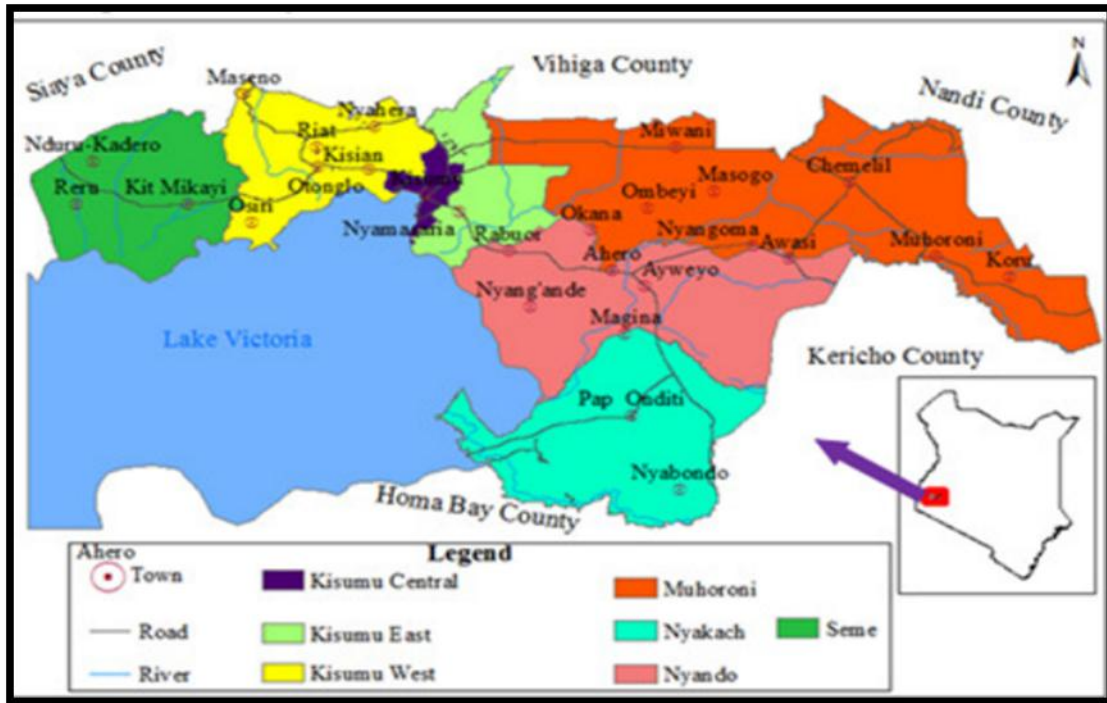 Siaya County
Vihiga County
N
Nandi County
Maseno
Nyahera
Riat
Kisian
Nduru-Kadero
Reru
Kit Mikayi
Otonglo
Osiri
Kisumu
Nyamasaria
Rabuor
Miwani
Masogo
Ombeyi
Chemelil
Okana
Nyangoma
Awasi
Muhoroni
Koru
Ahero
Ayweyo
Nyang'ande
Magina
Lake Victoria
Kericho County
Pap Onditi
Nyabondo
Homa Bay County
Legend
Ahero
Town
Road
River
Kisumu Central
Kisumu East
Kisumu West
Muhoroni
Nyakach
Nyando
Seme